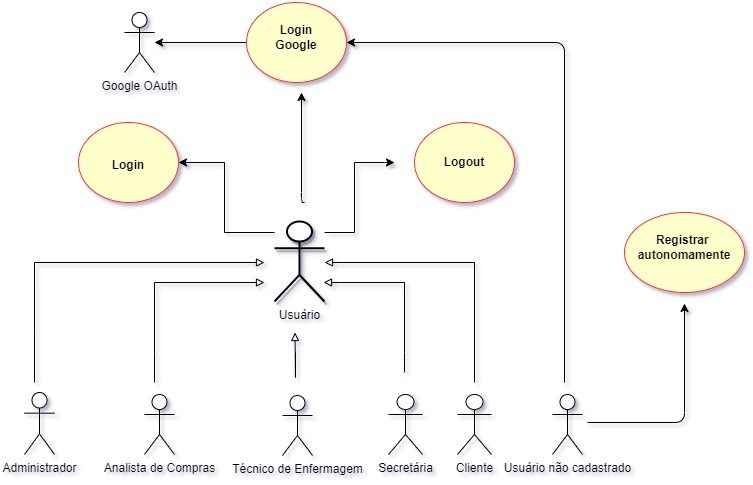 Login
Google
Google OAuth
Login
Logout
Registrar
autonomamente
Usuário
Administrador
Analista de Compras
Técnico de Enfermagem
Secretária
Cliente
Usuário não cadastrado